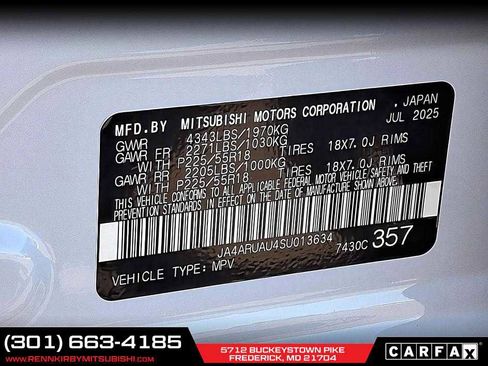 MFD.BY MITSUBISHI MOTORS CORPORATION, JAPAN
GVWR 4343LBS/1970KG JUL 2025
GAWR FR 2271LBS/1030KG
WITH P225/55R18 TIRES 18X7.0J RIMS
GAWR RR 2205LBS/1000KG
WITH P225/55R18 TIRES 18X7.0J RIMS
THIS VEHICLE CONFORMS TO ALL APPLICABLE FEDERAL MOTOR VEHICLE SAFETY AND THEFT
PREVENTION STANDARDS IN EFFECT ON THE DATE OF MANUFACTURE SHOWN ABOVE.
JA4ARUAU4SU013634
7430C 357
VEHICLE TYPE: MPV
(301) 663-4185
WWW.RENNKIRBYMITSUBISHI.COM
5712 BUCKEYSTOWN PIKE
FREDERICK, MD 21704
CARFAX